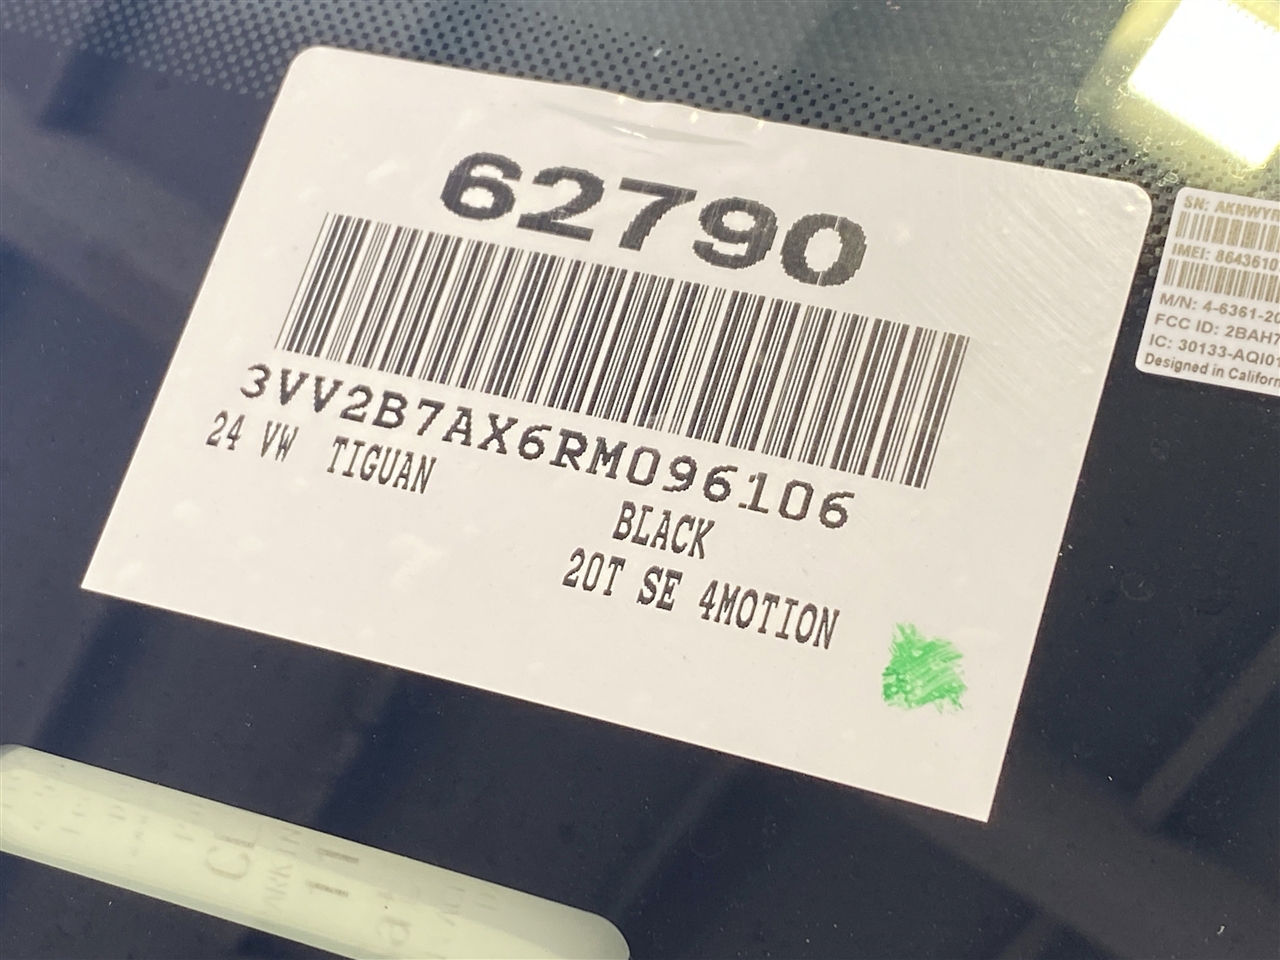 62790
3VV2B7AX6RM096106
24 VW TIGUAN
BLACK
20T SE 4MOTION
SN: AKNWY
IMEI: 8643610
M/N: 4-6361-20
FCC ID: 2BAH7
IC: 30133-AQI01
Designed in Californ